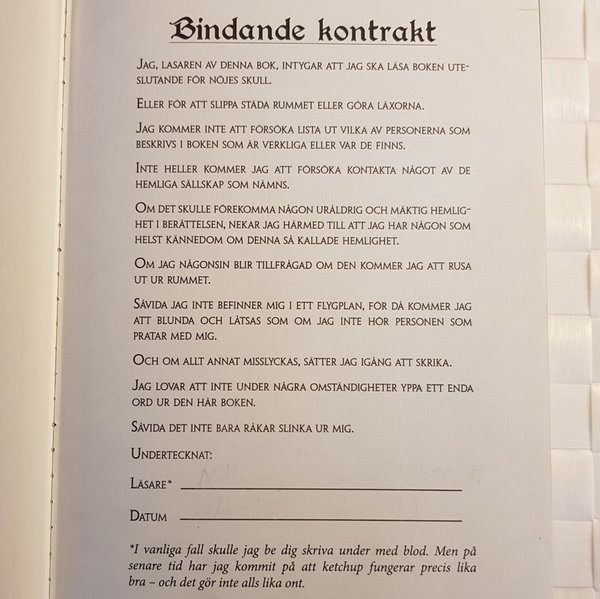 Bindande kontrakt
JAG, LÄSAREN AV DENNA BOK, INTYGAR ATT JAG SKA LÄSA BOKEN UTE-
SLUTANDE FÖR NÖJES SKULL.
ELLER FÖR ATT SLIPPA STÄDA RUMMET ELLER GÖRA LÄXORNA.
JAG KOMMER INTE ATT FÖRSÖKA LISTA UT VILKA AV PERSONERNA SOM
BESKRIVS I BOKEN SOM ÄR VERKLIGA ELLER VAR DE FINNS.
INTE HELLER KOMMER JAG ATT FÖRSÖKA KONTAKTA NÅGOT AV DE
HEMLIGA SÄLLSKAP SOM NÄMNS.
OM DET SKULLE FÖREKOMMA NÅGON URÅLDRIG OCH MÄKTIG HEMLIG-
HET I BERÄTTELSEN, NEKAR JAG HÄRMED TILL ATT JAG HAR NÅGON SOM
HELST KÄNNEDOM OM DENNA SÅ KALLADE HEMLIGHET.
OM JAG NÅGONSIN BLIR TILLFRÅGAD OM DEN KOMMER JAG ATT RUSA
UT UR RUMMET.
SÅVIDA JAG INTE BEFINNER MIG I ETT FLYGPLAN, FÖR DÅ KOMMER JAG
ATT BLUNDA OCH LÅTSAS SOM OM JAG INTE HÖR PERSONEN SOM
PRATAR MED MIG.
OCH OM ALLT ANNAT MISSLYCKAS, SÄTTER JAG IGÅNG ATT SKRIKA.
JAG LOVAR ATT INTE UNDER NÅGRA OMSTÄNDIGHETER YPPA ETT ENDA
ORD UR DEN HÄR BOKEN.
SÅVIDA DET INTE BARA RÅKAR SLINKA UR MIG.
UNDERTECKNAT:
LÄSARE*
DATUM
*I vanliga fall skulle jag be dig skriva under med blod. Men på
senare tid har jag kommit på att ketchup fungerar precis lika
bra – och det gör inte alls lika ont.